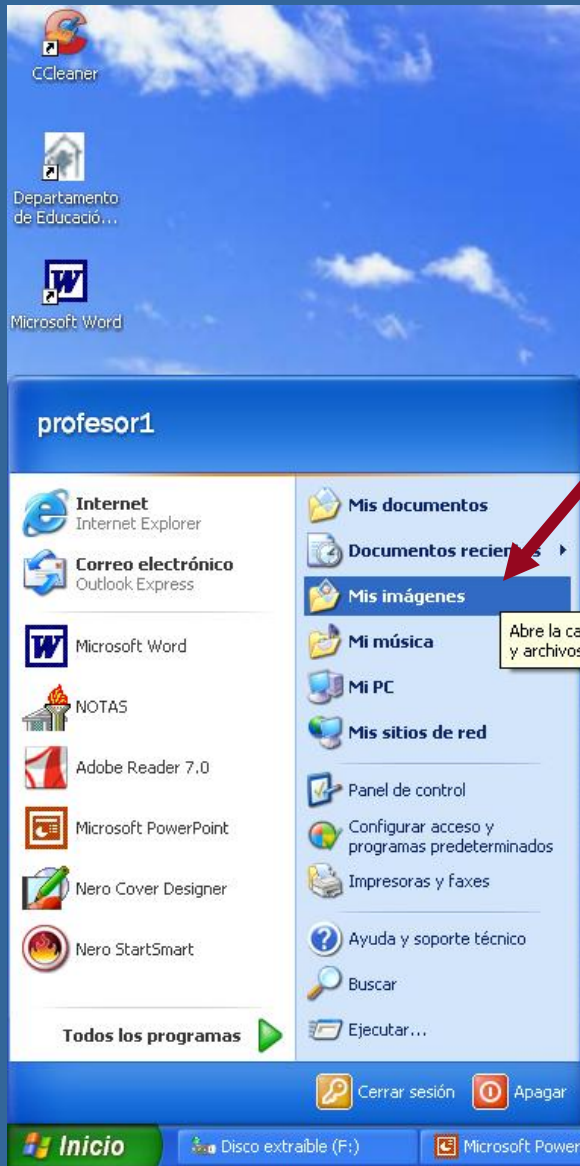 CCleaner
Departamento
de Educació...
Microsoft Word
profesor1
Internet
Internet Explorer
Correo electrónico
Outlook Express
Microsoft Word
NOTAS
Adobe Reader 7.0
Microsoft PowerPoint
Nero Cover Designer
Nero StartSmart
Todos los programas
Mis documentos
Documentos recientes
Mis imágenes
Abre la ca
y archivos
Mi música
Mi PC
Mis sitios de red
Panel de control
Configurar acceso y
programas predeterminados
Impresoras y faxes
Ayuda y soporte técnico
Buscar
Ejecutar...
Cerrar sesión
Apagar
Inicio
Disco extraíble (F:)
Microsoft Power